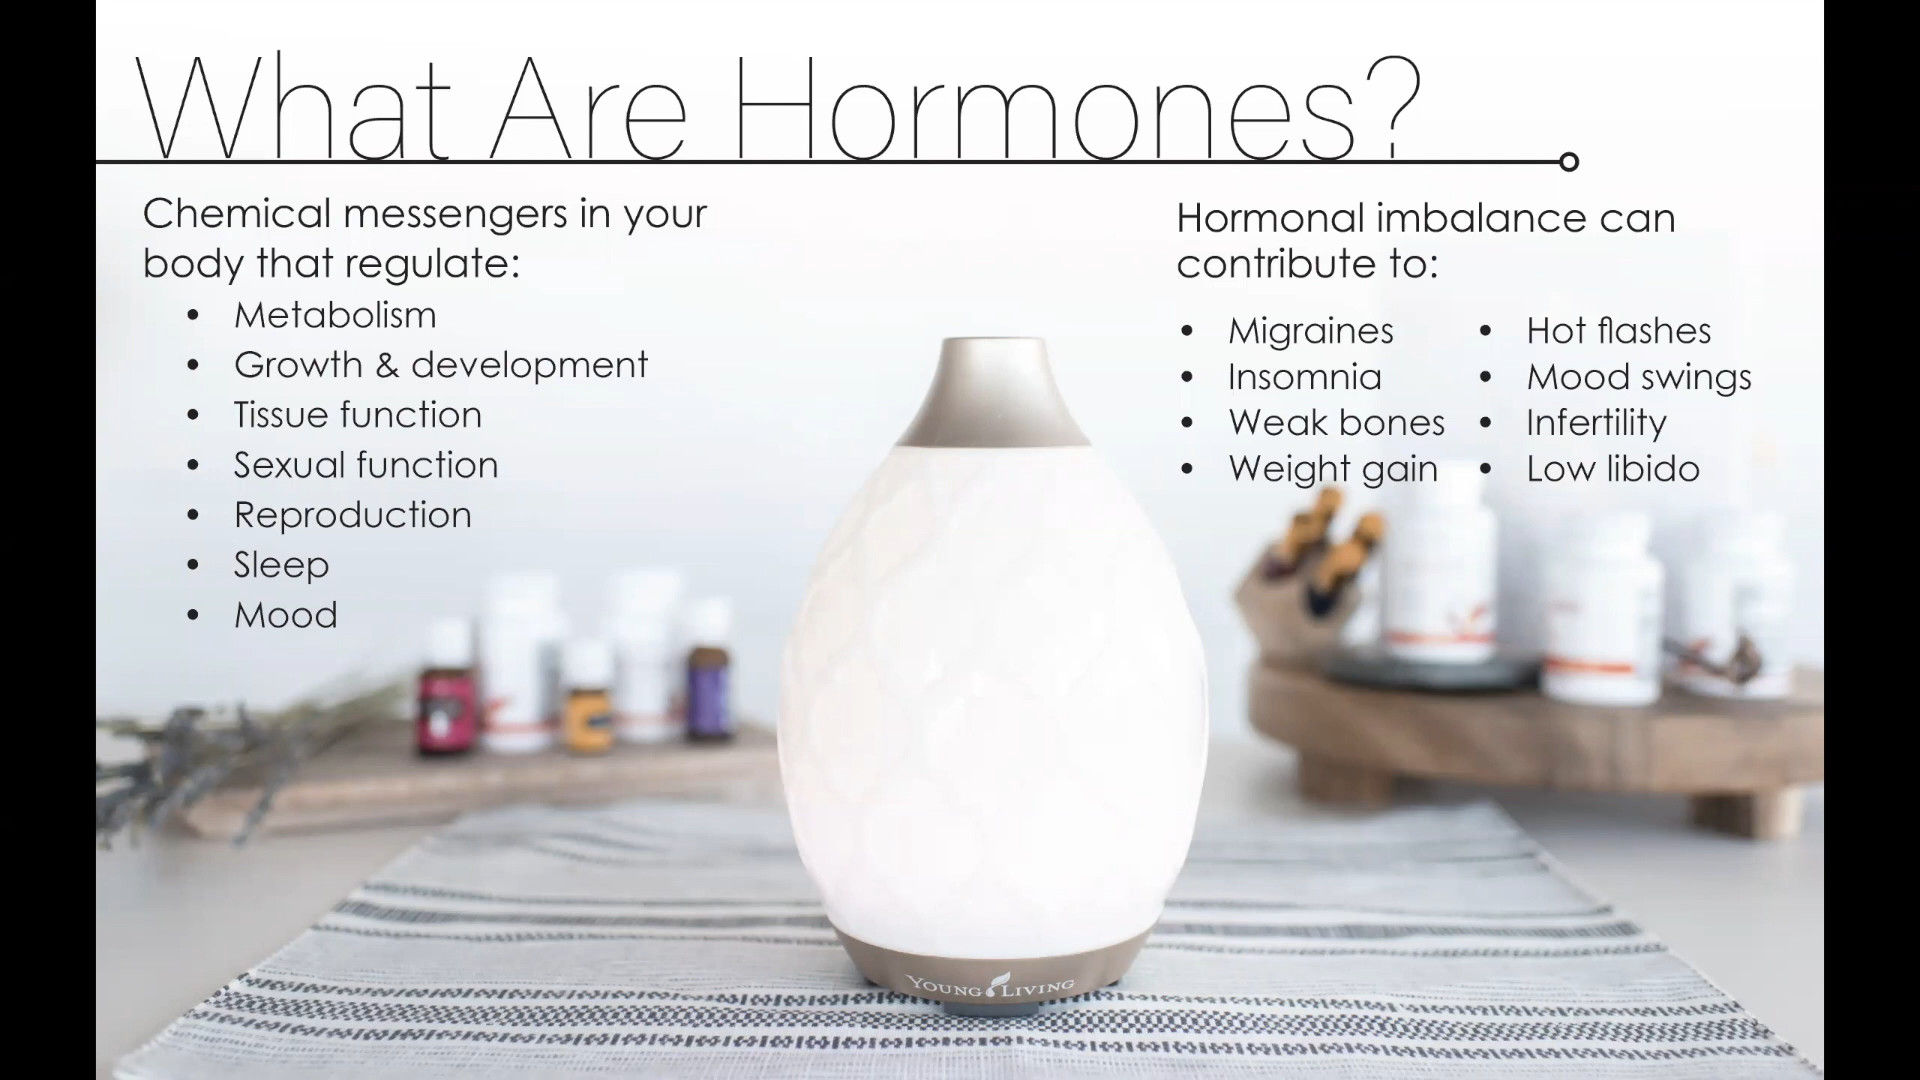 What Are Hormones?
Chemical messengers in your
body that regulate:
• Metabolism
• Growth & development
• Tissue function
• Sexual function
• Reproduction
• Sleep
• Mood
Hormonal imbalance can
contribute to:
• Migraines
• Insomnia
• Weak bones
• Weight gain
• Hot flashes
• Mood swings
• Infertility
• Low libido
YOUNG LIVING